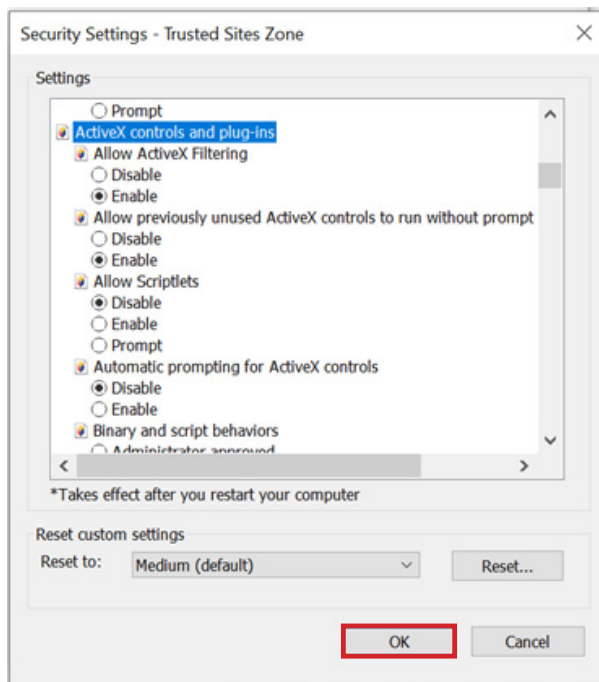 Security Settings - Trusted Sites Zone
Settings
Prompt
ActiveX controls and plug-ins
Allow ActiveX Filtering
Disable
Enable
Allow previously unused ActiveX controls to run without prompt
Disable
Enable
Allow Scriptlets
Disable
Enable
Prompt
Automatic prompting for ActiveX controls
Disable
Enable
Binary and script behaviors
Administrator approved
*Takes effect after you restart your computer
Reset custom settings
Reset to: Medium (default) Reset...
OK Cancel